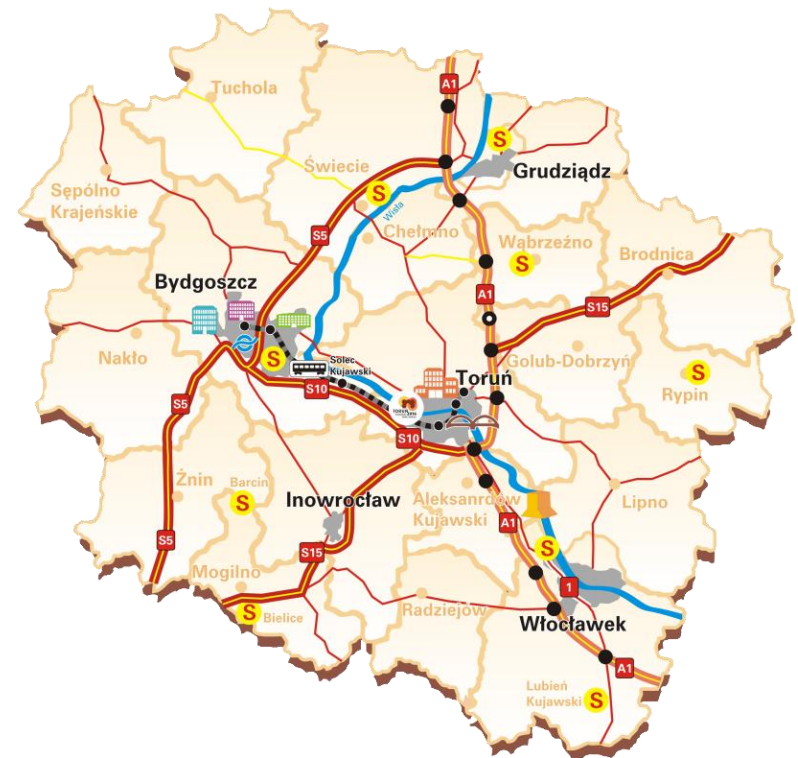 A1
Tuchola
S
Świecie
Grudziądz
Sępólno
Krajeńskie
S
Wisła
S5
Chełmno
Wąbrzeźno
Brodnica
S
Bydgoszcz
A1
S15
Solec
Kujawski
Nakło
S
Golub-Dobrzyń
Toruń
S
Rypin
S10
S5
S10
Żnin
Barcin
S
Inowrocław
Aleksanrdów
Kujawski
Lipno
A1
S5
S15
S
Mogilno
1
S
Bielice
Radziejów
Włocławek
A1
Lubień
Kujawski
S